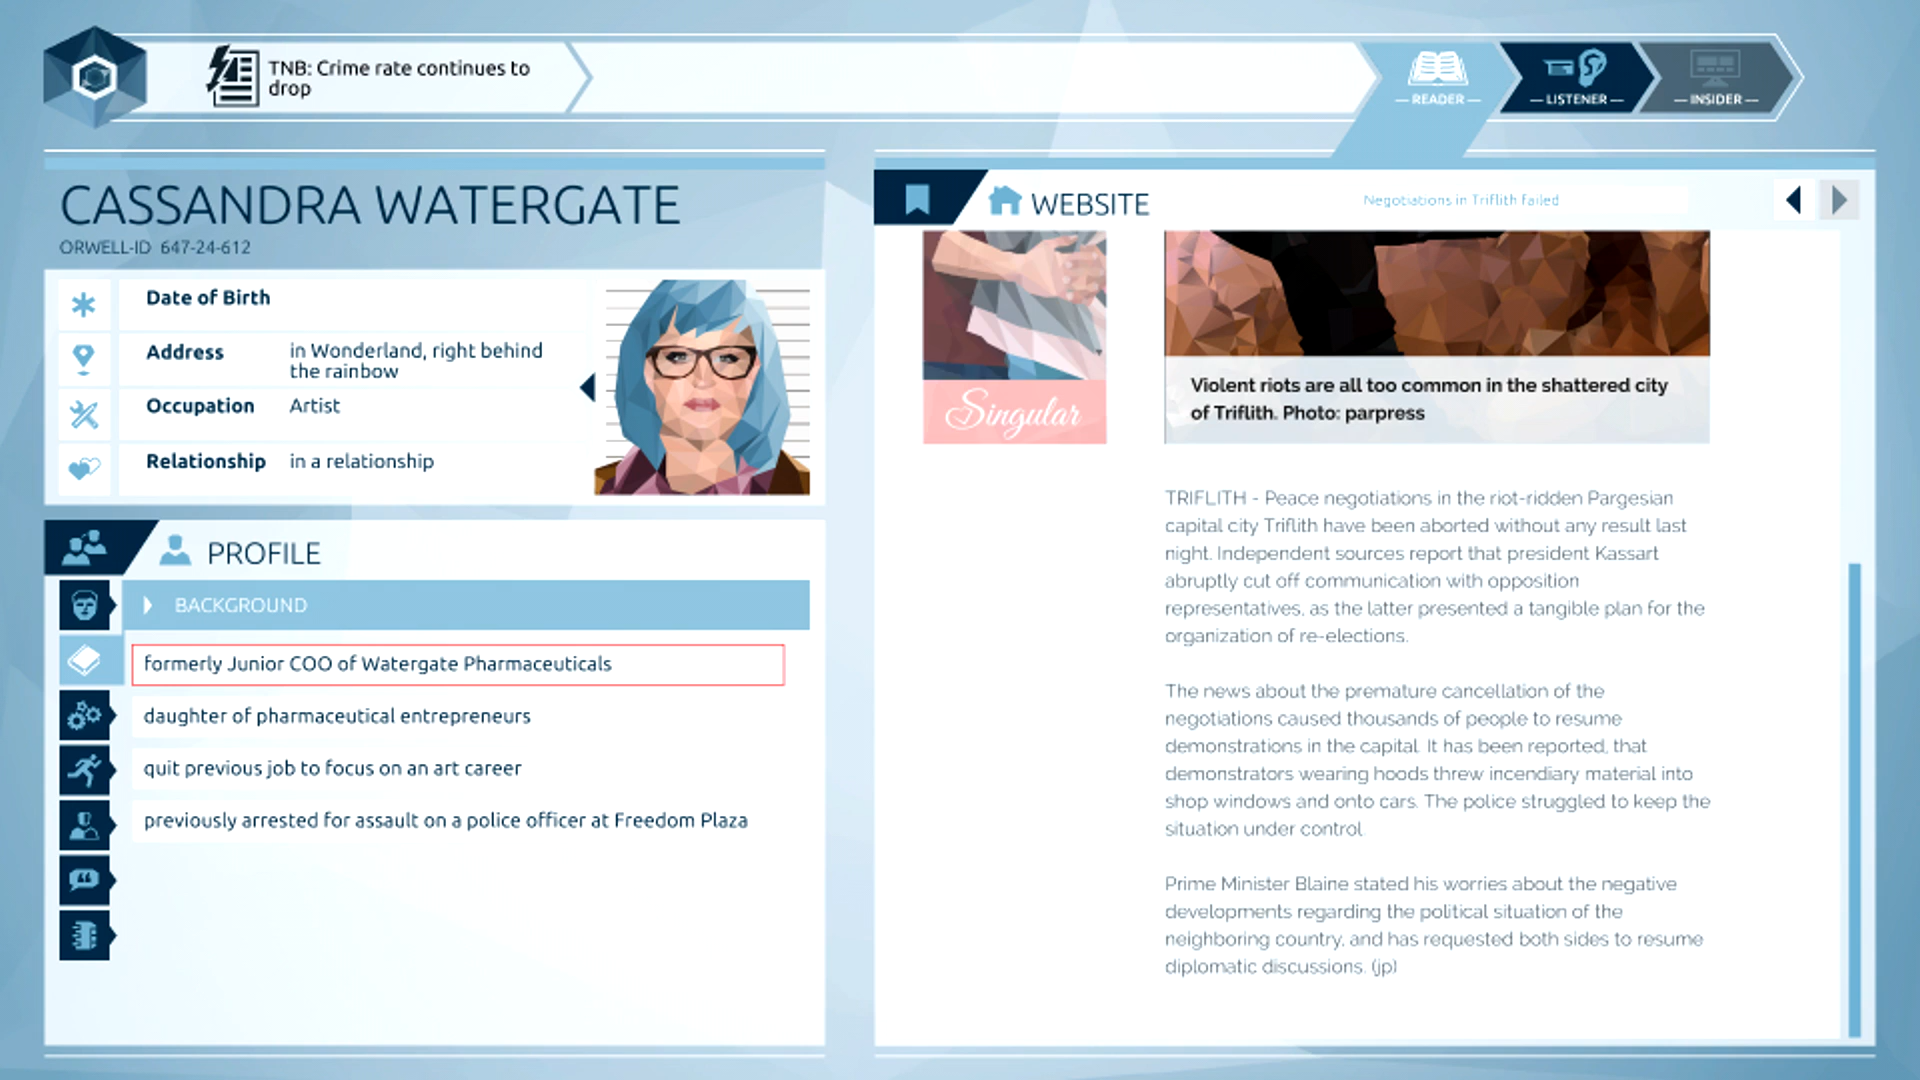 TNB: Crime rate continues to
drop
— READER —
— LISTENER —
— INSIDER —
CASSANDRA WATERGATE
ORWELL-ID 647-24-612
Date of Birth
Address in Wonderland, right behind
the rainbow
Occupation Artist
Relationship in a relationship
PROFILE
BACKGROUND
formerly Junior COO of Watergate Pharmaceuticals
daughter of pharmaceutical entrepreneurs
quit previous job to focus on an art career
previously arrested for assault on a police officer at Freedom Plaza
WEBSITE
Negotiations in Triflith failed
Singular
Violent riots are all too common in the shattered city
of Triflith. Photo: parpress
TRIFLITH - Peace negotiations in the riot-ridden Pargesian
capital city Triflith have been aborted without any result last
night. Independent sources report that president Kassart
abruptly cut off communication with opposition
representatives, as the latter presented a tangible plan for the
organization of re-elections.
The news about the premature cancellation of the
negotiations caused thousands of people to resume
demonstrations in the capital. It has been reported, that
demonstrators wearing hoods threw incendiary material into
shop windows and onto cars. The police struggled to keep the
situation under control.
Prime Minister Blaine stated his worries about the negative
developments regarding the political situation of the
neighboring country, and has requested both sides to resume
diplomatic discussions. (jp)